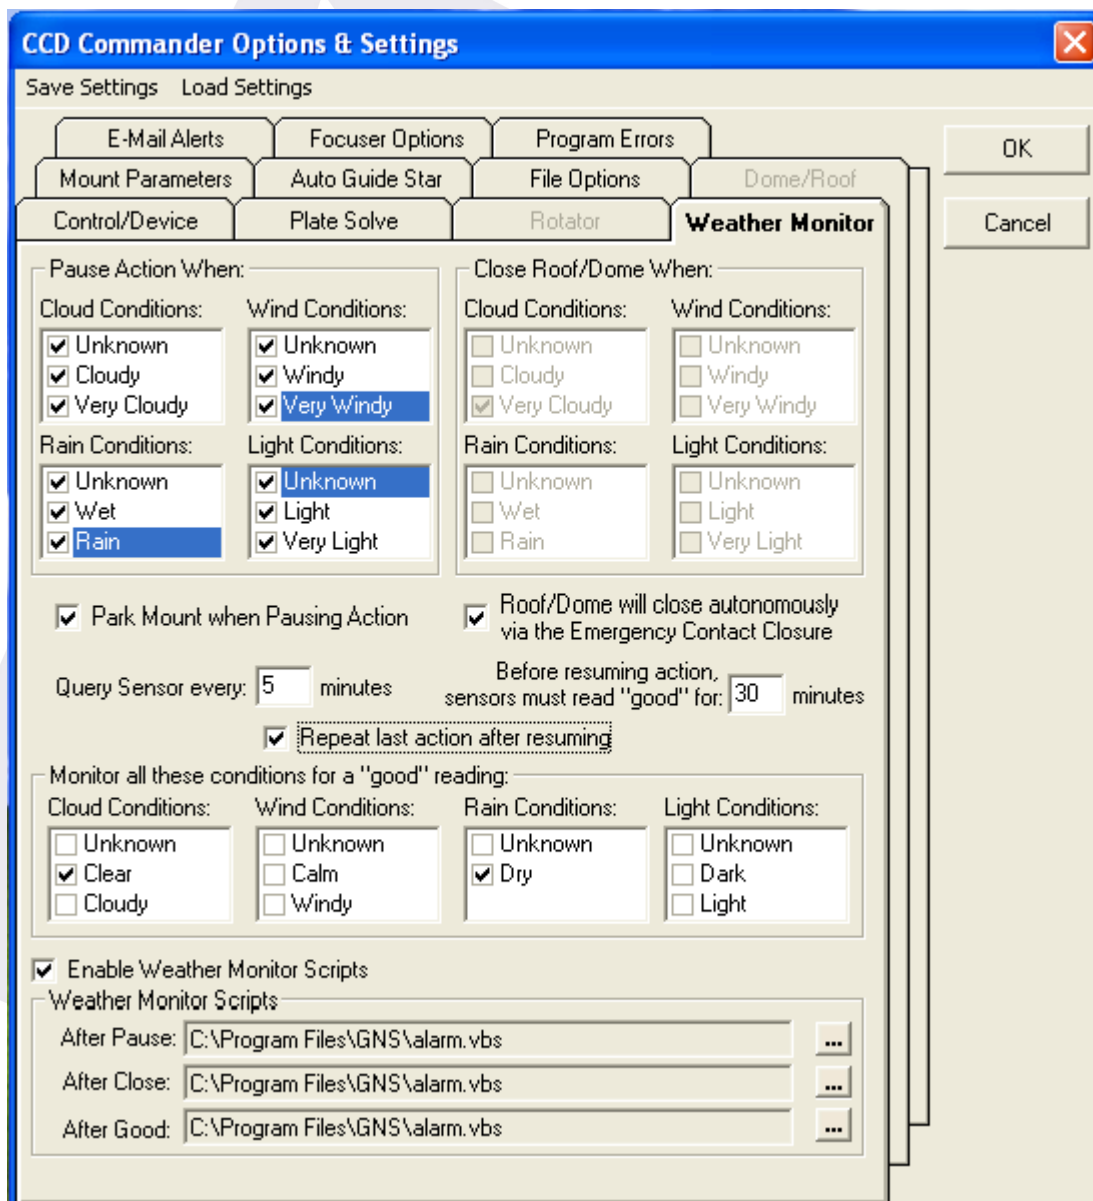 CCD Commander Options & Settings
Save Settings Load Settings
E-Mail Alerts Focuser Options Program Errors
OK
Mount Parameters Auto Guide Star File Options Dome/Roof
Control/Device Plate Solve Rotator Weather Monitor
Cancel
Pause Action When: Close Roof/Dome When:
Cloud Conditions: Wind Conditions: Cloud Conditions: Wind Conditions:
Unknown Unknown Unknown Unknown
Cloudy Windy Cloudy Windy
Very Cloudy Very Windy Very Cloudy Very Windy
Rain Conditions: Light Conditions: Rain Conditions: Light Conditions:
Unknown Unknown Unknown Unknown
Wet Light Wet Light
Rain Very Light Rain Very Light
Park Mount when Pausing Action
Roof/Dome will close autonomously
via the Emergency Contact Closure
Query Sensor every: 5 minutes
Before resuming action,
sensors must read "good" for: 30 minutes
Repeat last action after resuming
Monitor all these conditions for a "good" reading:
Cloud Conditions: Wind Conditions: Rain Conditions: Light Conditions:
Unknown Unknown Unknown Unknown
Clear Calm Dry Dark
Cloudy Windy Light
Enable Weather Monitor Scripts
Weather Monitor Scripts
After Pause: C:\Program Files\GNS\alarm.vbs ...
After Close: C:\Program Files\GNS\alarm.vbs ...
After Good: C:\Program Files\GNS\alarm.vbs ...